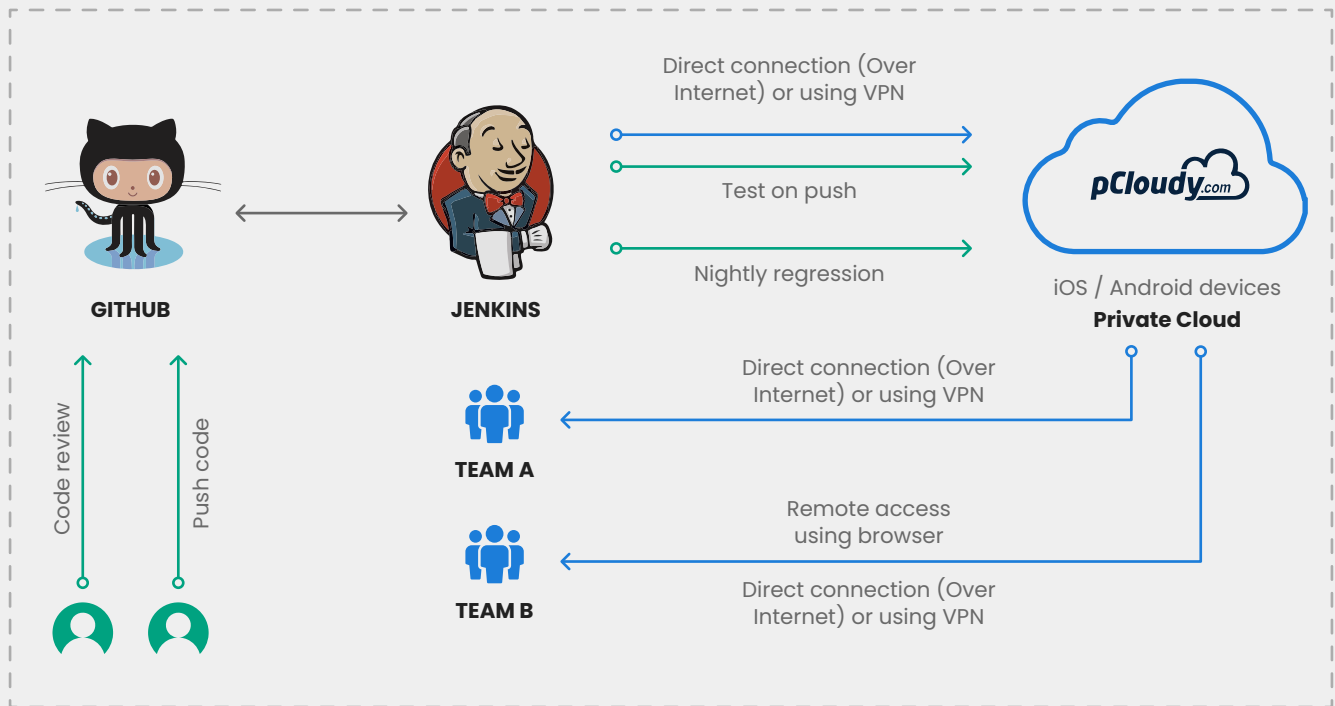 Direct connection (Over
Internet) or using VPN
Test on push
Nightly regression
pCloudy.com
iOS / Android devices
Private Cloud
GITHUB
JENKINS
Code review
Push code
Direct connection (Over
Internet) or using VPN
TEAM A
Remote access
using browser
Direct connection (Over
Internet) or using VPN
TEAM B